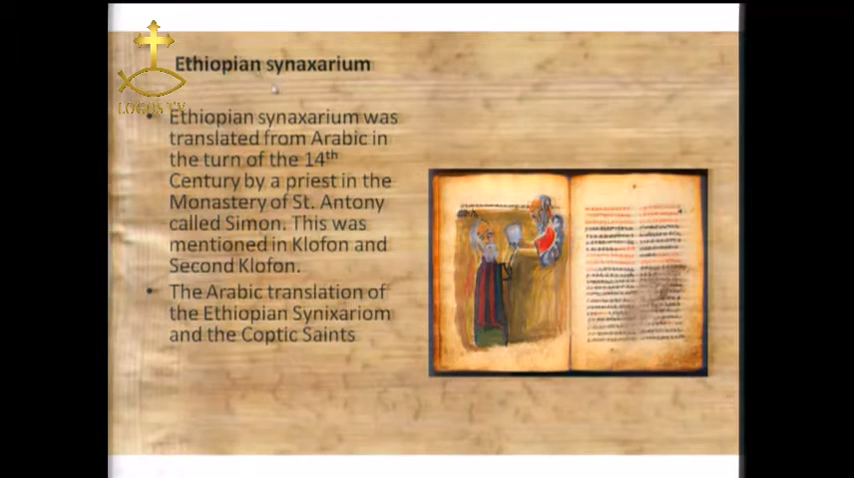 Ethiopian synaxarium
LOGOS TV
• Ethiopian synaxarium was
translated from Arabic in
the turn of the 14th
Century by a priest in the
Monastery of St. Antony
called Simon. This was
mentioned in Klofon and
Second Klofon.
• The Arabic translation of
the Ethiopian Synixariom
and the Coptic Saints